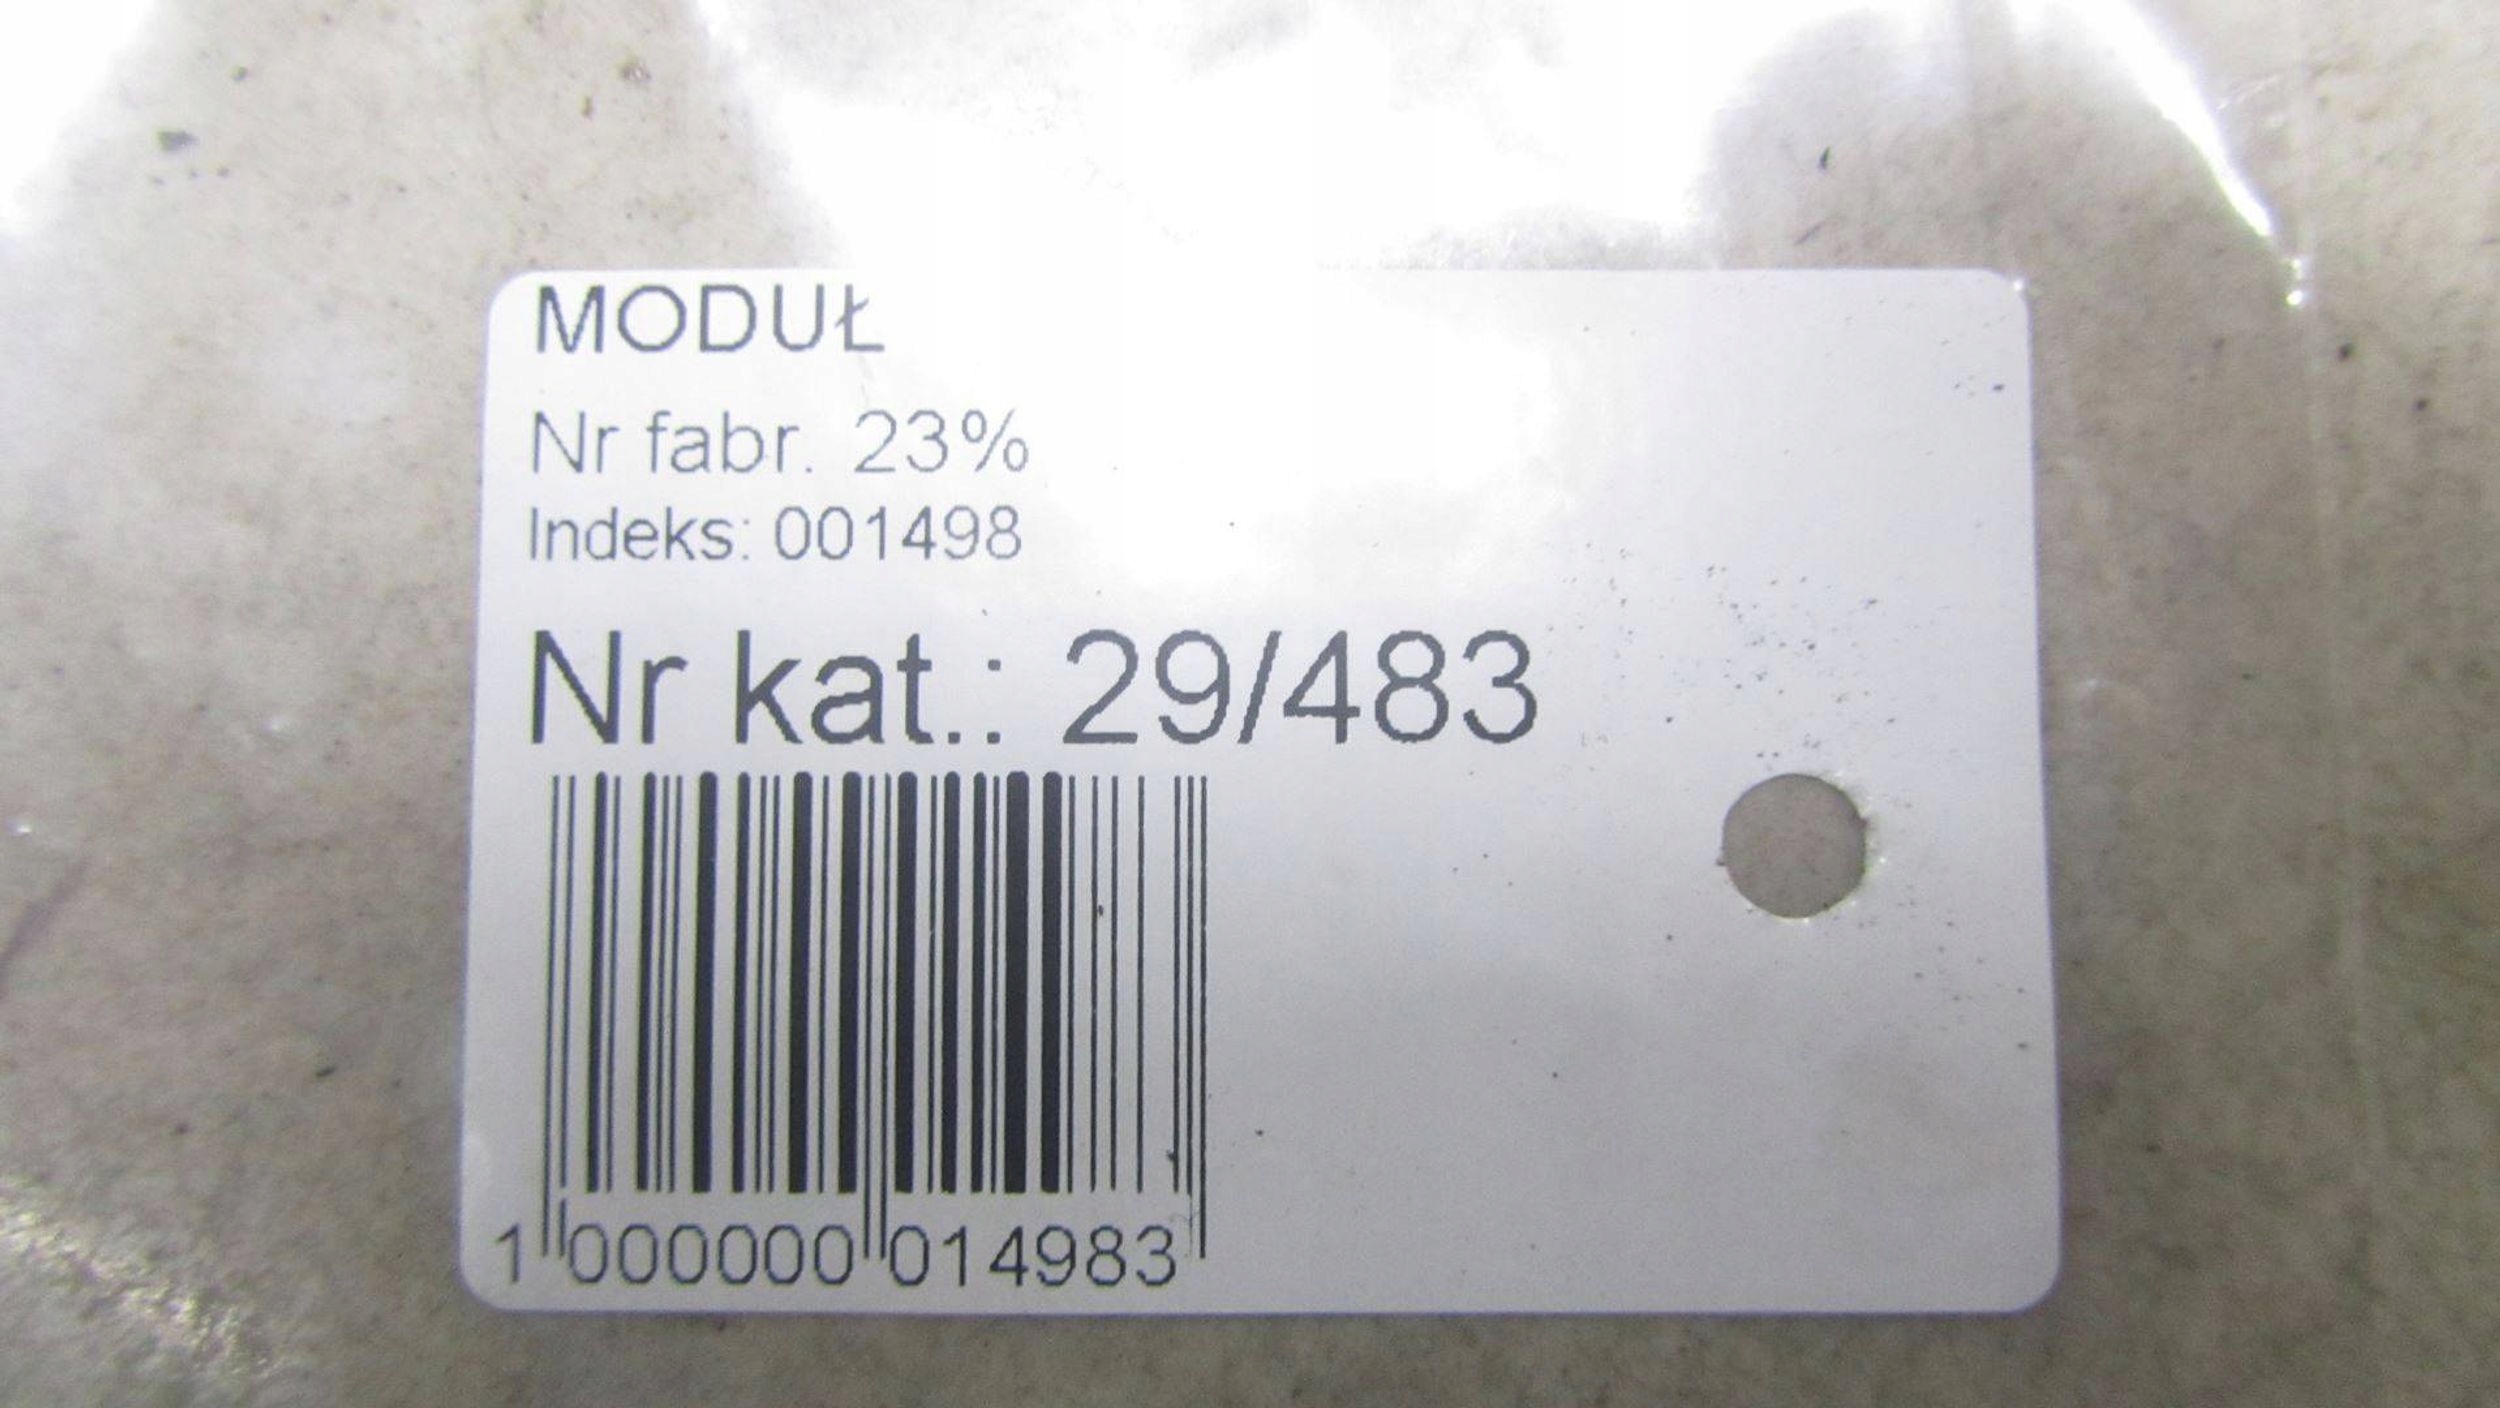 MODUŁ
Nr fabr. 23%
Indeks: 001498
Nr kat.: 29/483
1 000000 014983